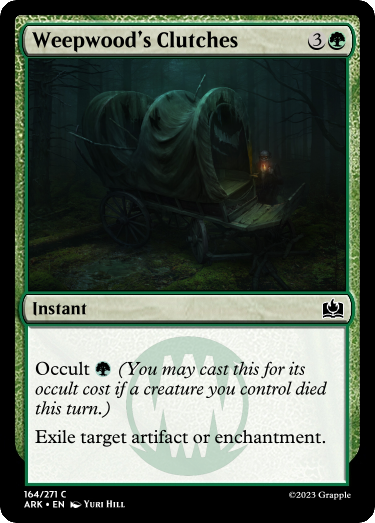 Weepwood's Clutches 3
Instant
Occult (You may cast this for its
occult cost if a creature you control died
this turn.)
Exile target artifact or enchantment.
164/271 C
ARK • EN Yuri Hill
©2023 Grapple